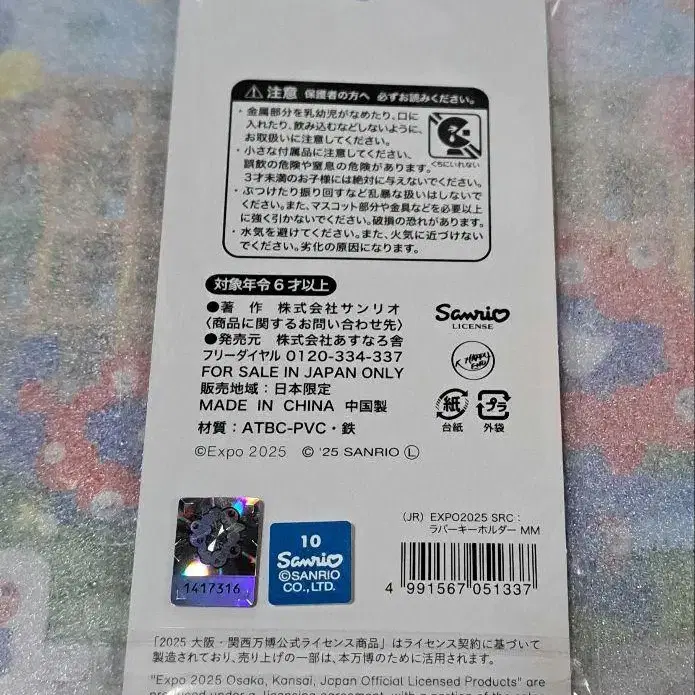 注意 保護者の方へ 必ずお読みください。
・金属部分を乳幼児がなめたり、口に
入れたり、飲み込むなどしないように、
お取扱いに注意してください。
・小さな付属品に注意してください。
誤飲の危険や窒息の危険があります。
3才未満のお子様には絶対に与えないでください。
くちにいれない
・ぶつけたり振り回すなど乱暴な扱いはしないで
ください。また、マスコット部分や金具などを必要以上
に強く引かないでください。破損の恐れがあります。
・水気を避けてください。また、火気に近づけない
でください。劣化の原因になります。
対象年令6才以上
●著 作 株式会社サンリオ
〈商品に関するお問い合わせ先〉
●発売元 株式会社あすなろ舎
フリーダイヤル 0120-334-337
FOR SALE IN JAPAN ONLY
販売地域：日本限定
MADE IN CHINA 中国製
材質：ATBC-PVC・鉄
©Expo 2025 © '25 SANRIO Ⓛ
Sanrio
LICENSE
紙 プラ
台紙 外袋
1417316
10
Sanrio
©SANRIO
CO.,LTD.
(JR) EXPO2025 SRC：
ラバーキーホルダー MM
4 991567 051337
「2025 大阪・関西万博公式ライセンス商品」はライセンス契約に基づいて
製造されており、売り上げの一部は、本万博のために活用されます。
"Expo 2025 Osaka, Kansai, Japan Official Licensed Products" are
produced under a licensing agreement, with a portion of the